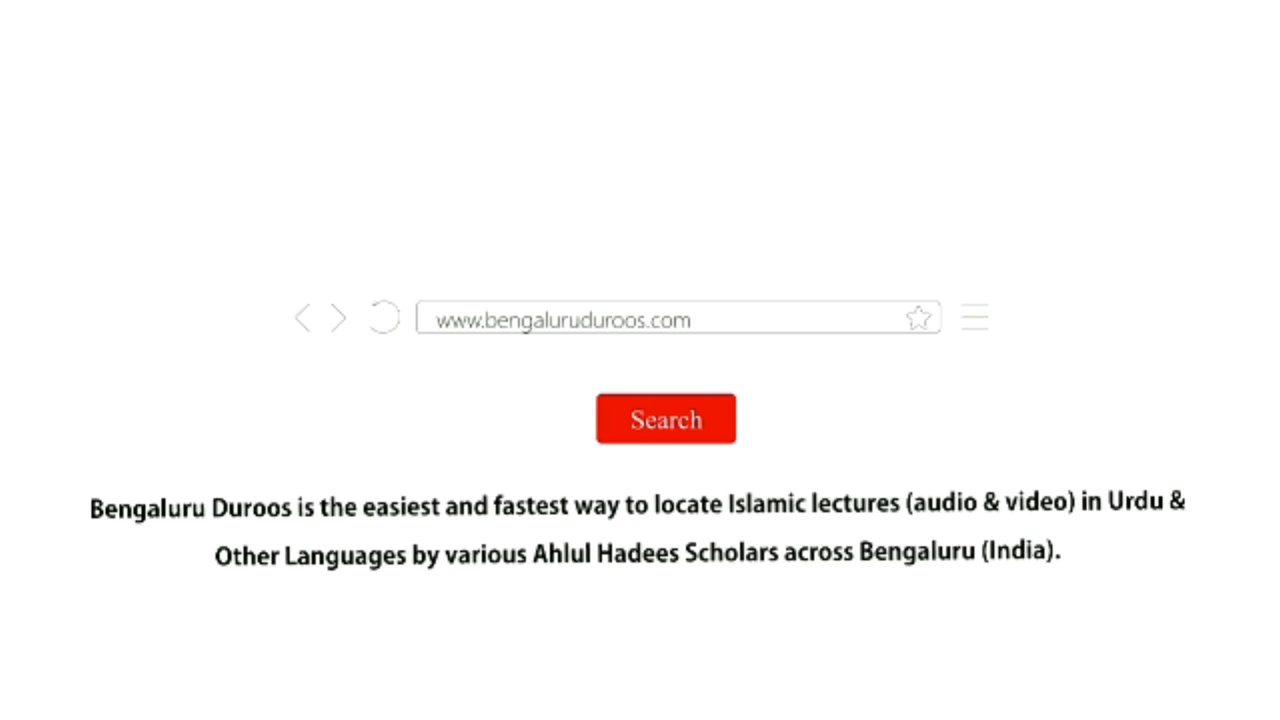 www.bengaluruduroos.com
Search
Bengaluru Duroos is the easiest and fastest way to locate Islamic lectures (audio & video) in Urdu &
Other Languages by various Ahlul Hadees Scholars across Bengaluru (India).